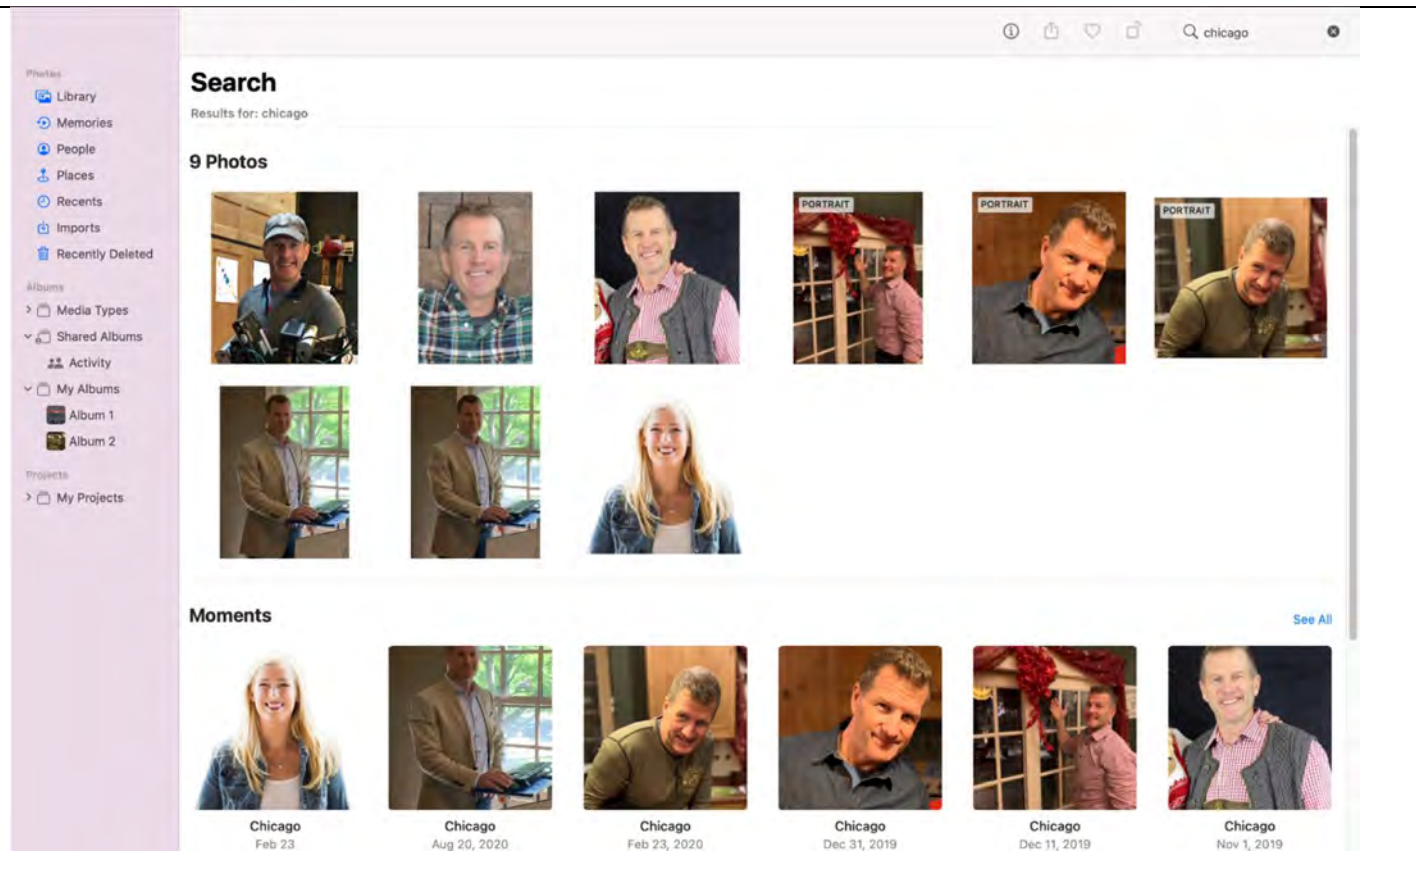 chicago
Photos
Library
Memories
People
Places
Recents
Imports
Recently Deleted
Albums
Media Types
Shared Albums
Activity
My Albums
Album 1
Album 2
Projects
My Projects
Search
Results for: chicago
9 Photos
PORTRAIT PORTRAIT PORTRAIT
Moments See All
Chicago Chicago Chicago Chicago Chicago Chicago
Feb 23 Aug 20, 2020 Feb 23, 2020 Dec 31, 2019 Dec 11, 2019 Nov 1, 2019